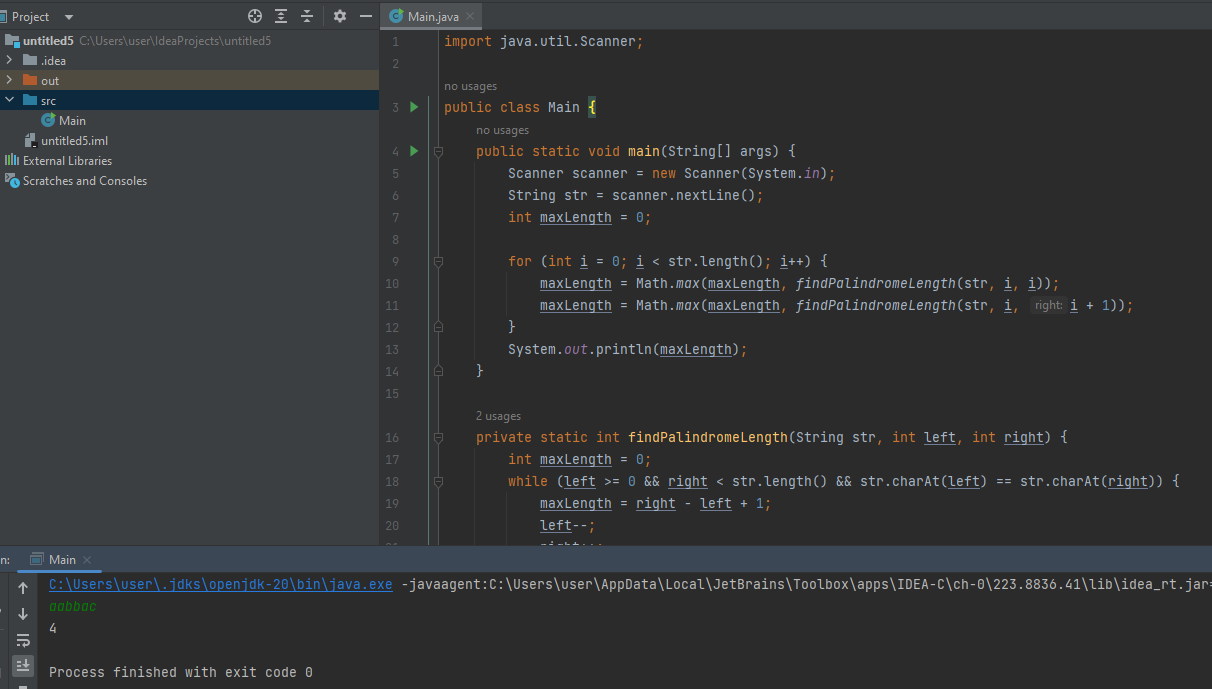 Project
untitled5 C:\Users\user\IdeaProjects\untitled5
.idea
out
src
Main
untitled5.iml
External Libraries
Scratches and Consoles
Main.java
1 import java.util.Scanner;
2
no usages
3 public class Main {
no usages
4 public static void main(String[] args) {
5 Scanner scanner = new Scanner(System.in);
6 String str = scanner.nextLine();
7 int maxLength = 0;
8
9 for (int i = 0; i < str.length(); i++) {
10 maxLength = Math.max(maxLength, findPalindromeLength(str, i, i));
11 maxLength = Math.max(maxLength, findPalindromeLength(str, i, right: i + 1));
12 }
13 System.out.println(maxLength);
14 }
15
2 usages
16 private static int findPalindromeLength(String str, int left, int right) {
17 int maxLength = 0;
18 while (left >= 0 && right < str.length() && str.charAt(left) == str.charAt(right)) {
19 maxLength = right - left + 1;
20 left--;
n: Main
C:\Users\user\.jdks\openjdk-20\bin\java.exe -javaagent:C:\Users\user\AppData\Local\JetBrains\Toolbox\apps\IDEA-C\ch-0\223.8836.41\lib\idea_rt.jar=
aabbac
4
Process finished with exit code 0